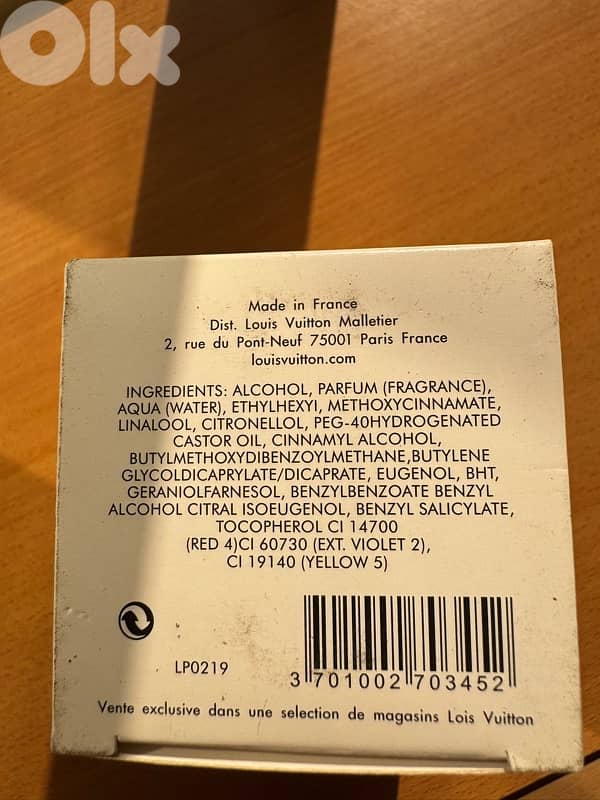 OLX
Made in France
Dist. Louis Vuitton Malletier
2, rue du Pont-Neuf 75001 Paris France
louisvuitton.com
INGREDIENTS: ALCOHOL, PARFUM (FRAGRANCE),
AQUA (WATER), ETHYLHEXYI, METHOXYCINNAMATE,
LINALOOL, CITRONELLOL, PEG-40HYDROGENATED
CASTOR OIL, CINNAMYL ALCOHOL,
BUTYLMETHOXYDIBENZOYLMETHANE,BUTYLENE
GLYCOLDICAPRYLATE/DICAPRATE, EUGENOL, BHT,
GERANIOLFARNESOL, BENZYLBENZOATE BENZYL
ALCOHOL CITRAL ISOEUGENOL, BENZYL SALICYLATE,
TOCOPHEROL CI 14700
(RED 4)CI 60730 (EXT. VIOLET 2),
CI 19140 (YELLOW 5)
LP0219
3 701002 703452
Vente exclusive dans une selection de magasins Lois Vuitton